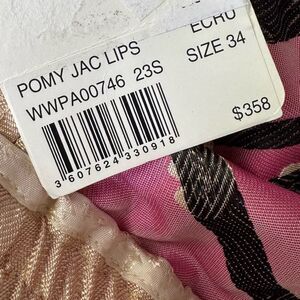 ECRU
POMY JAC LIPS SIZE 34
WWPA00746 23S
$358
3 607624 330918